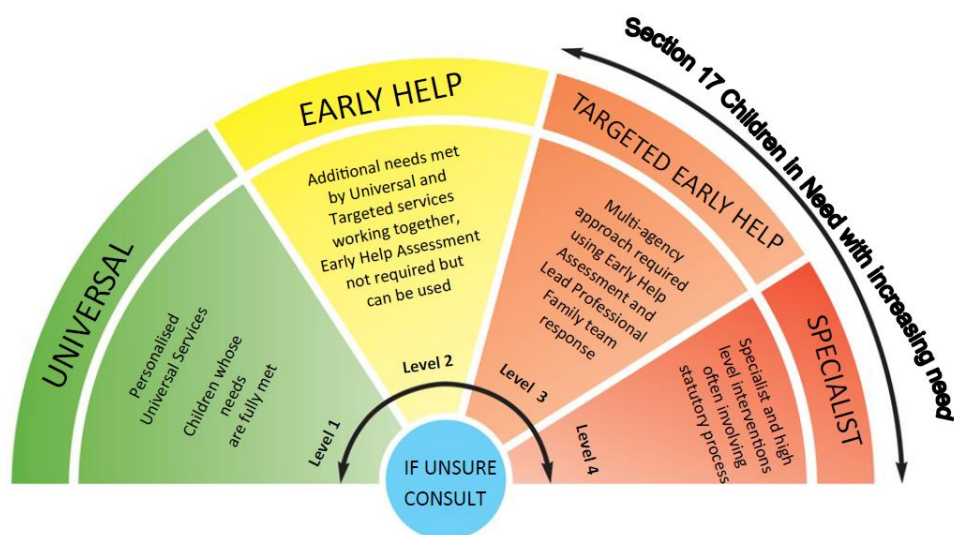 UNIVERSAL
Personalised
Universal Services
Children whose
needs
are fully met
Level 1
EARLY HELP
Additional needs met
by Universal and
Targeted services
working together,
Early Help Assessment
not required but
can be used
Level 2
TARGETED EARLY HELP
Multi-agency
approach required
using Early Help
Assessment and
Lead Professional
Family team
response
Level 3
SPECIALIST
Specialist and high
level interventions
often involving
statutory process
Level 4
Section 17 Children in Need with increasing need
IF UNSURE
CONSULT